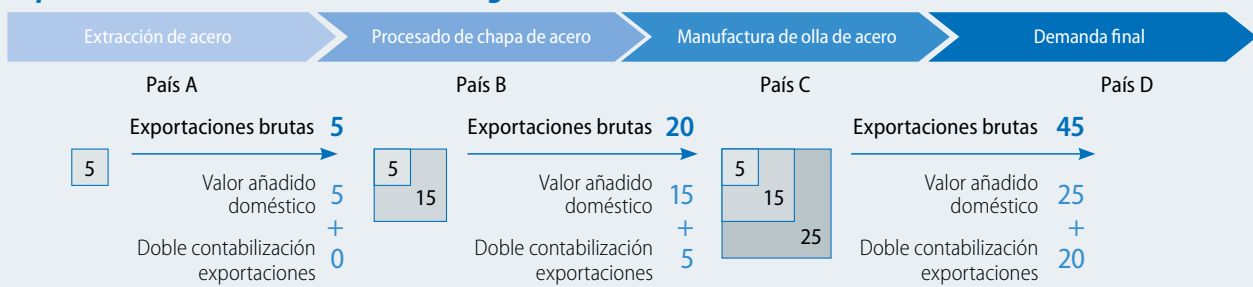 Extracción de acero
Procesado de chapa de acero
Manufactura de olla de acero
Demanda final
País A
País B
País C
País D
Exportaciones brutas 5
Exportaciones brutas 20
Exportaciones brutas 45
5
Valor añadido
doméstico
5
+
Doble contabilización
exportaciones
0
5
15
Valor añadido
doméstico
15
+
Doble contabilización
exportaciones
5
5
15
25
Valor añadido
doméstico
25
+
Doble contabilización
exportaciones
20